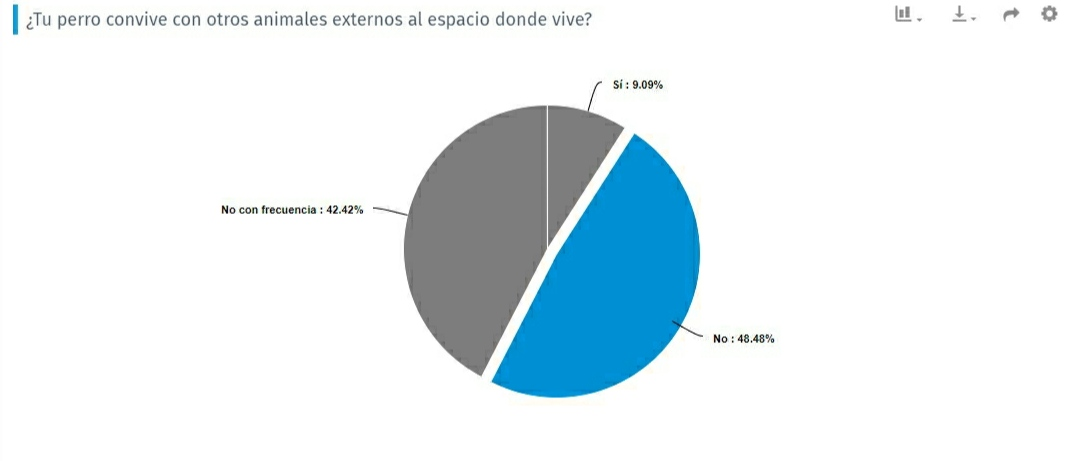 ¿Tu perro convive con otros animales externos al espacio donde vive?
Sí : 9.09%
No con frecuencia : 42.42%
No : 48.48%